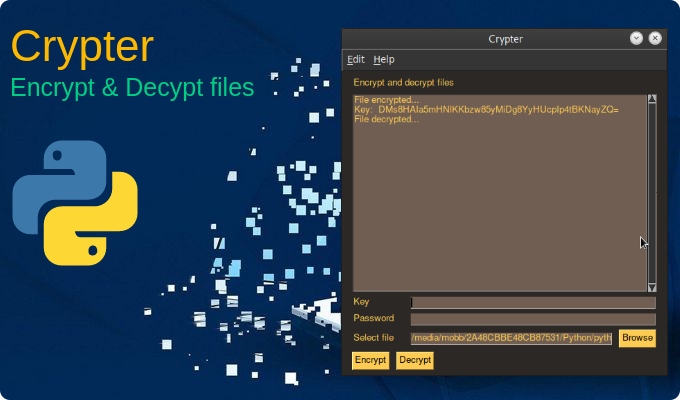 Crypter
Encrypt & Decypt files
Crypter
Edit Help
Encrypt and decrypt files
File encrypted...
Key: DMs8HAIa5mHNlKKbzw85yMiDg8YyHUcpIp4tBKNayZQ=
File decrypted...
Key
Password
Select file /media/mobb/2A48CBBE48CB87531/Python/pyth Browse
Encrypt Decrypt